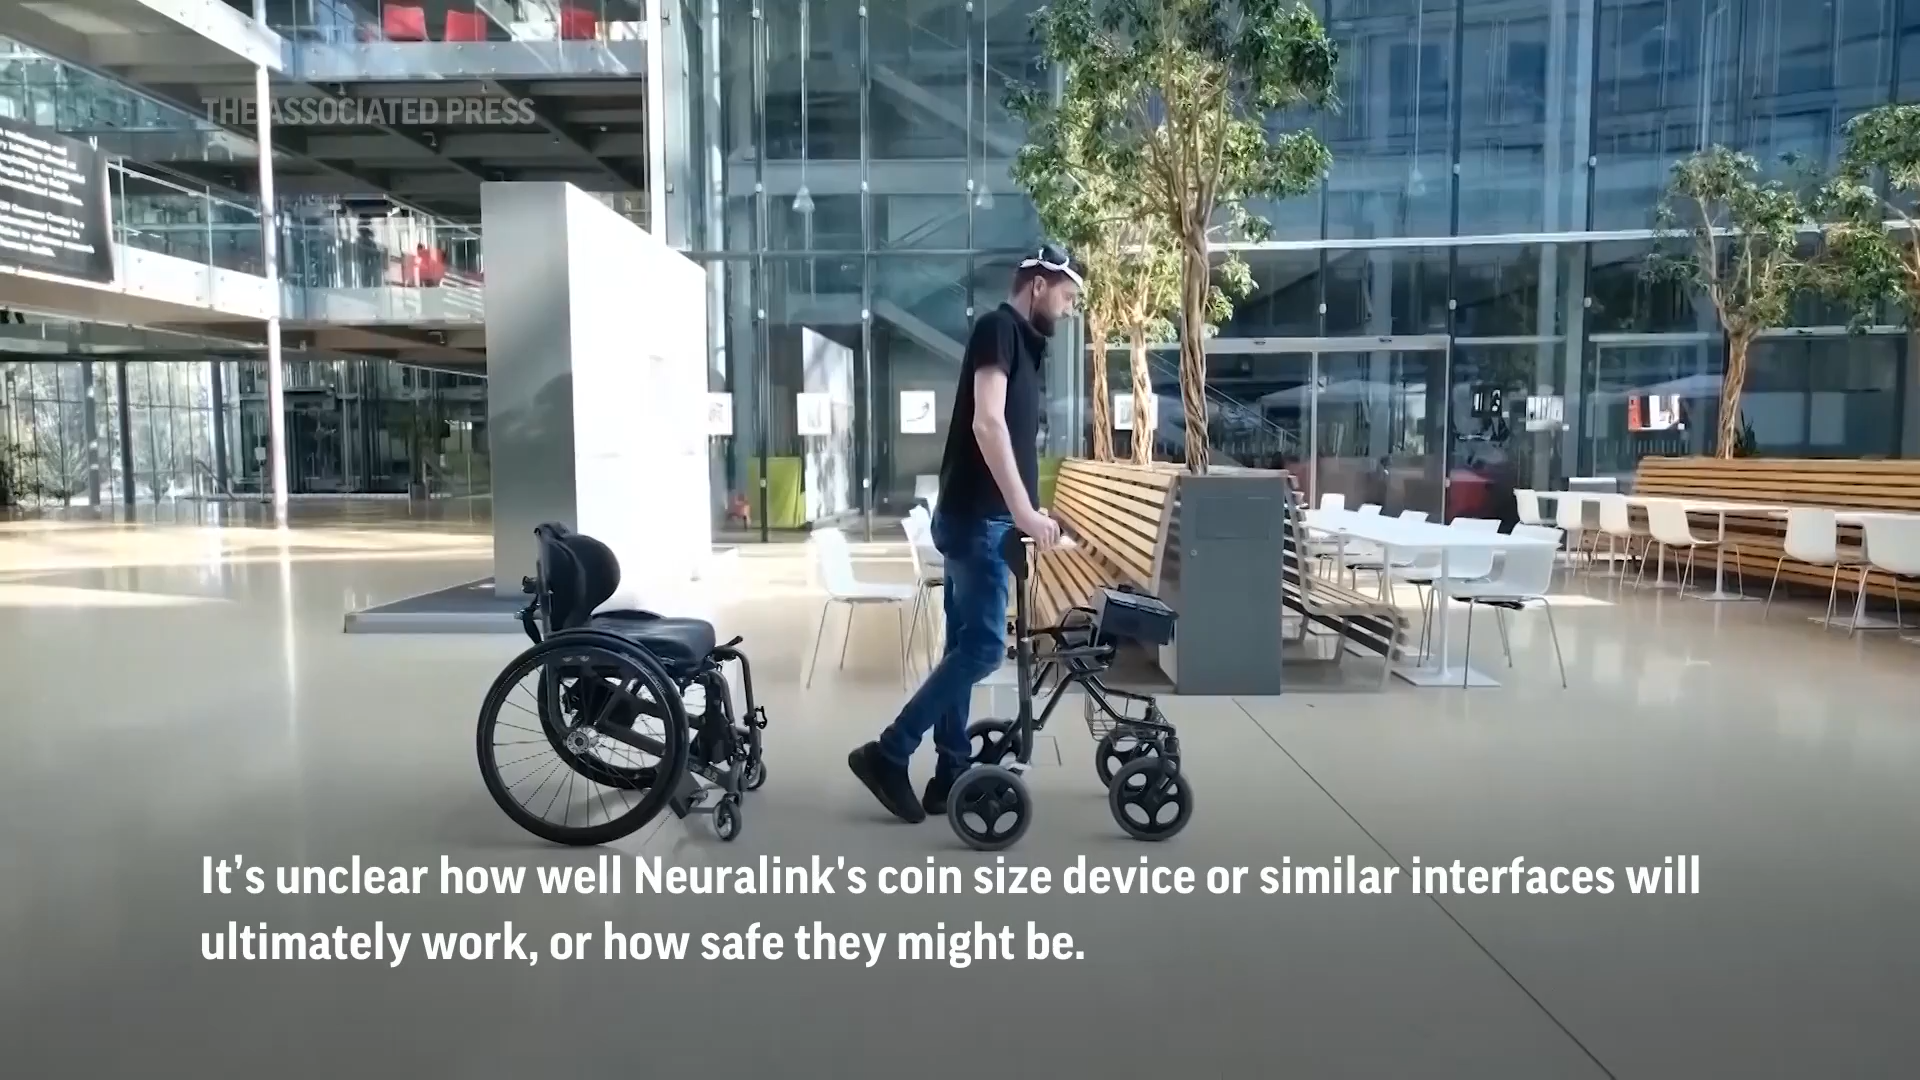 THE ASSOCIATED PRESS
It's unclear how well Neuralink's coin size device or similar interfaces will
ultimately work, or how safe they might be.